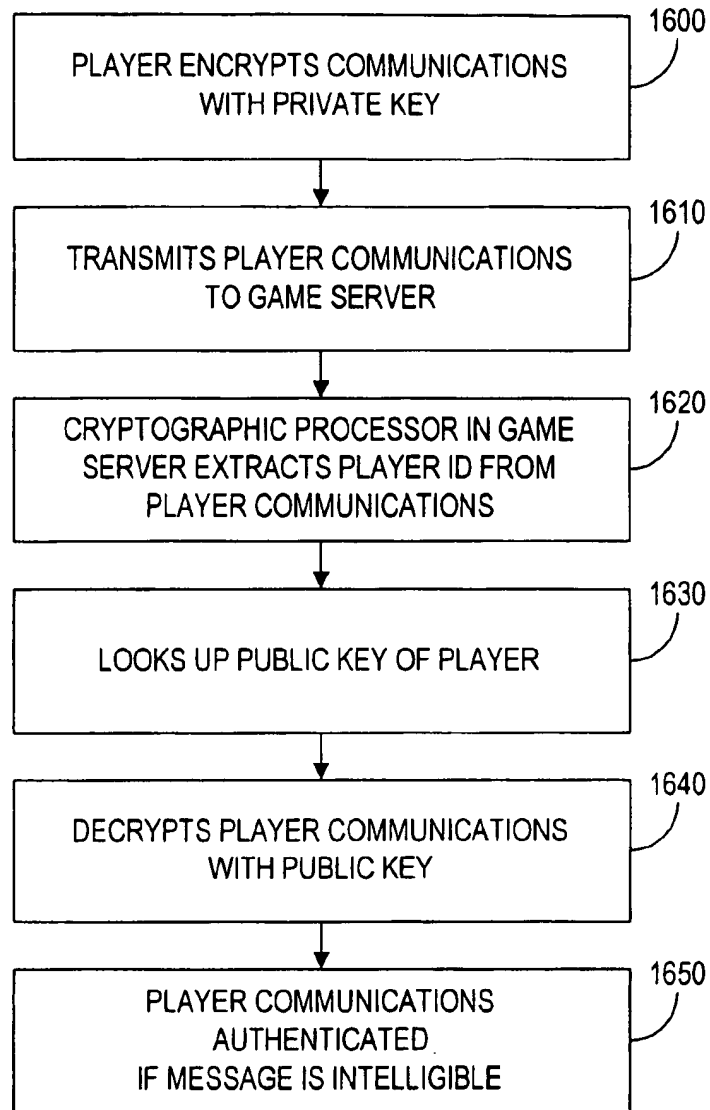 1600
PLAYER ENCRYPTS COMMUNICATIONS
WITH PRIVATE KEY
1610
TRANSMITS PLAYER COMMUNICATIONS
TO GAME SERVER
1620
CRYPTOGRAPHIC PROCESSOR IN GAME
SERVER EXTRACTS PLAYER ID FROM
PLAYER COMMUNICATIONS
1630
LOOKS UP PUBLIC KEY OF PLAYER
1640
DECRYPTS PLAYER COMMUNICATIONS
WITH PUBLIC KEY
1650
PLAYER COMMUNICATIONS
AUTHENTICATED
IF MESSAGE IS INTELLIGIBLE